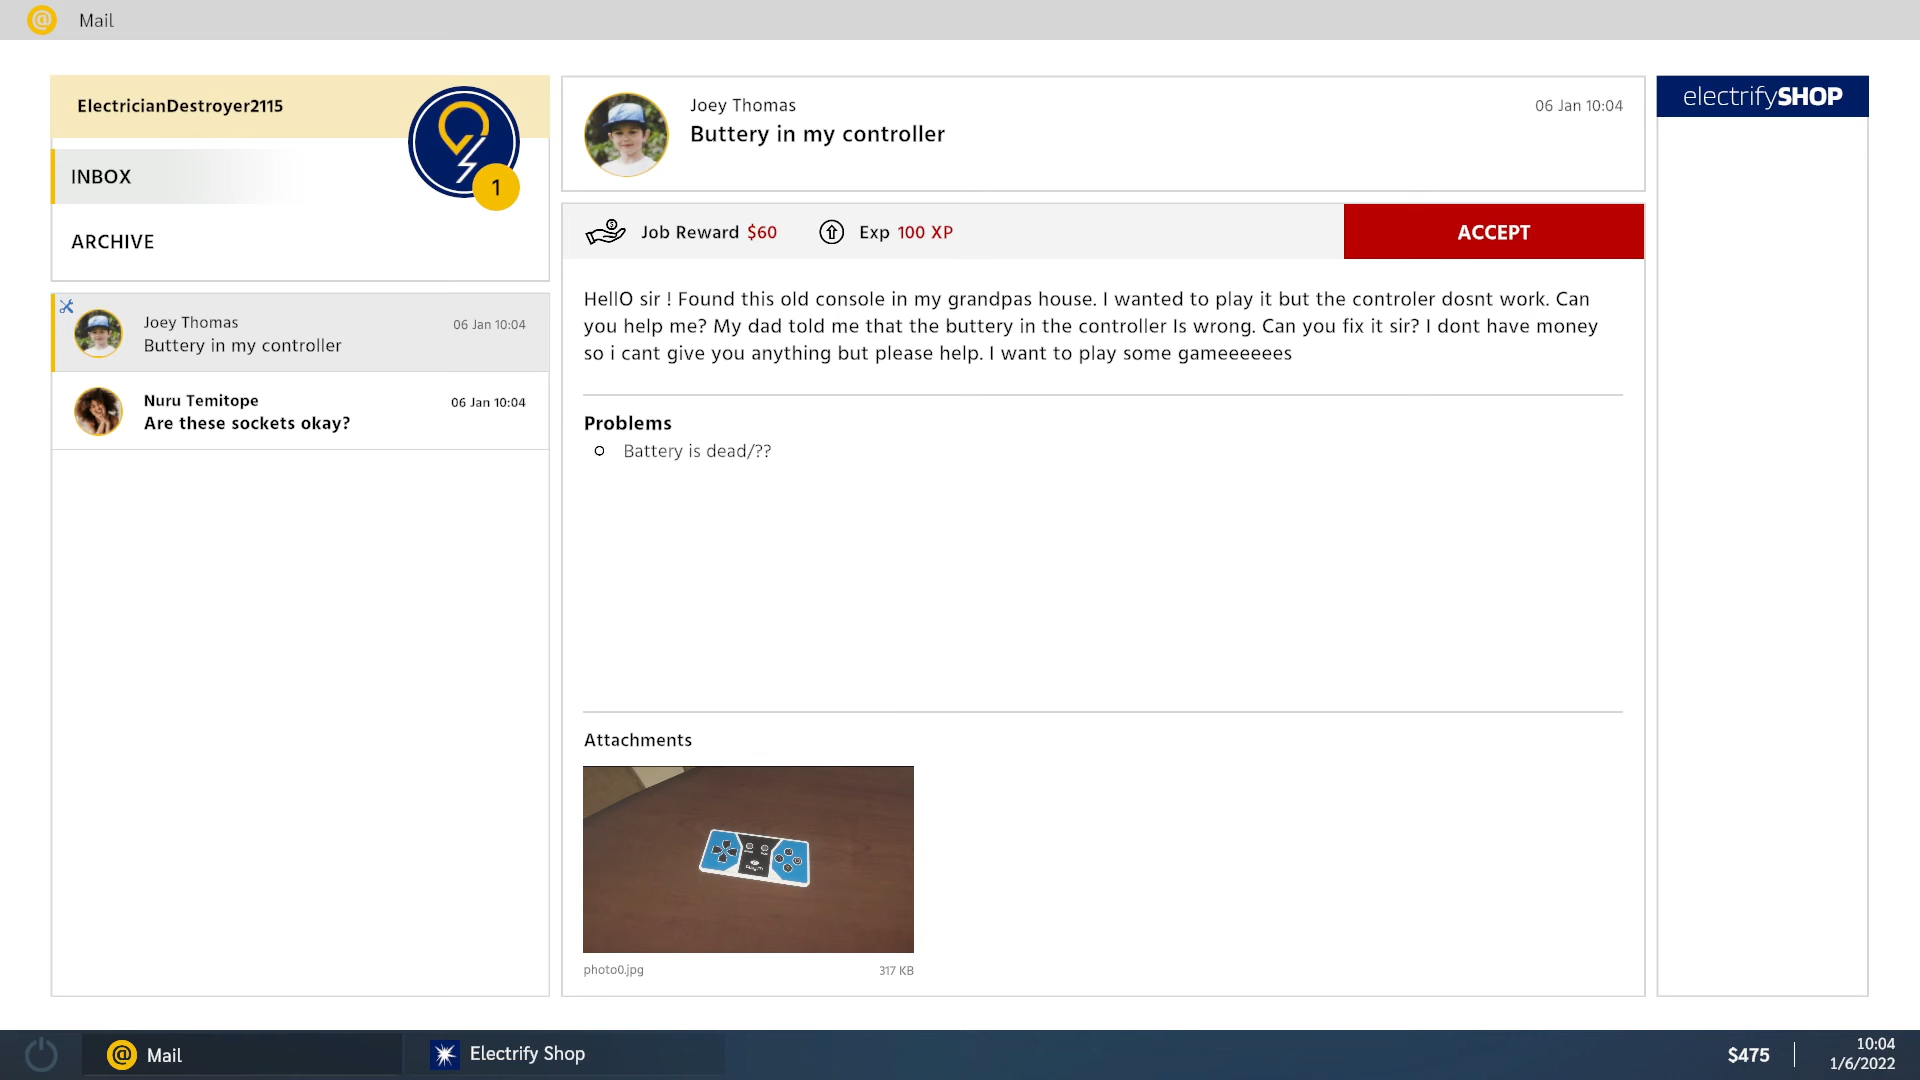 Mail
ElectricianDestroyer2115
1
INBOX
ARCHIVE
Joey Thomas
06 Jan 10:04
Buttery in my controller
Nuru Temitope
06 Jan 10:04
Are these sockets okay?
Joey Thomas
06 Jan 10:04
Buttery in my controller
Job Reward $60
Exp 100 XP
ACCEPT
HellO sir ! Found this old console in my grandpas house. I wanted to play it but the controler dosnt work. Can
you help me? My dad told me that the buttery in the controller Is wrong. Can you fix it sir? I dont have money
so i cant give you anything but please help. I want to play some gameeeeees
Problems
Battery is dead/??
Attachments
photo0.jpg
317 KB
electrifySHOP
Mail
Electrify Shop
$475
10:04
1/6/2022